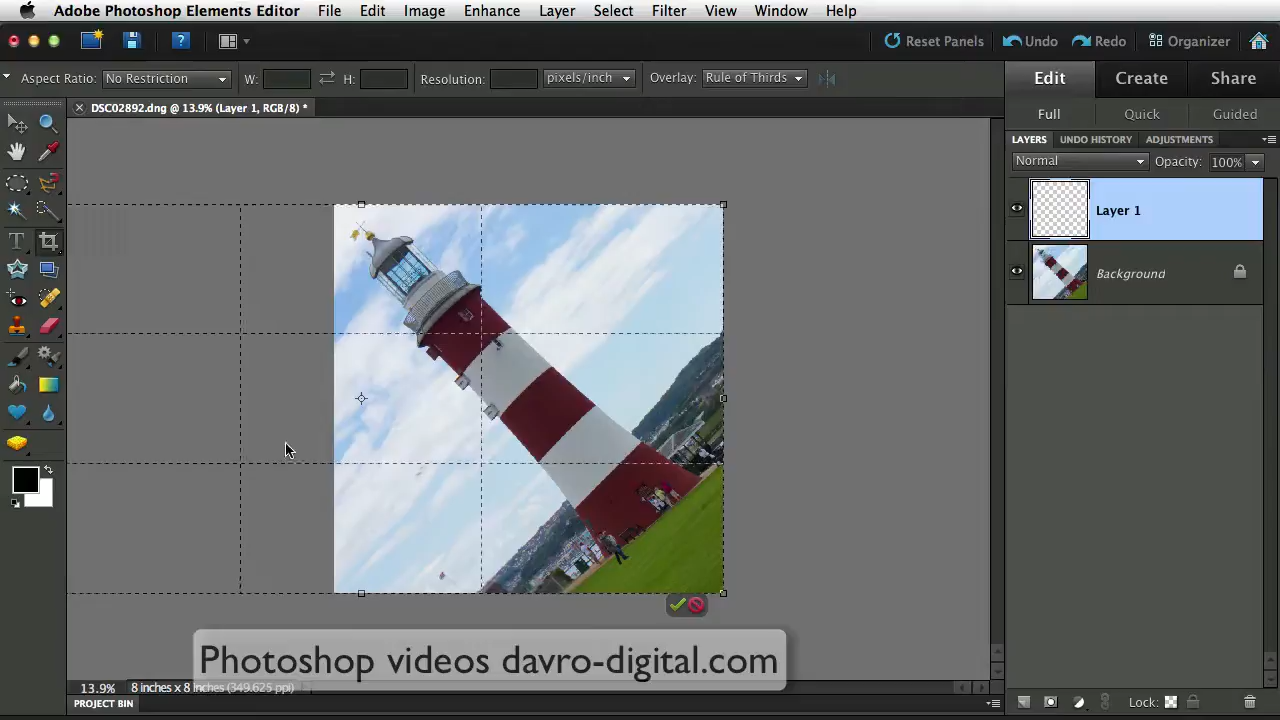 Adobe Photoshop Elements Editor File Edit Image Enhance Layer Select Filter View Window Help
Reset Panels Undo Redo Organizer
Aspect Ratio: No Restriction W: H: Resolution: pixels/inch Overlay: Rule of Thirds
Edit Create Share
DSC02892.dng @ 13.9% (Layer 1, RGB/8) *
Full Quick Guided
LAYERS UNDO HISTORY ADJUSTMENTS
Normal Opacity: 100%
Layer 1
Background
Photoshop videos davro-digital.com
13.9% 8 inches x 8 inches (349.625 ppi)
PROJECT BIN
Lock: